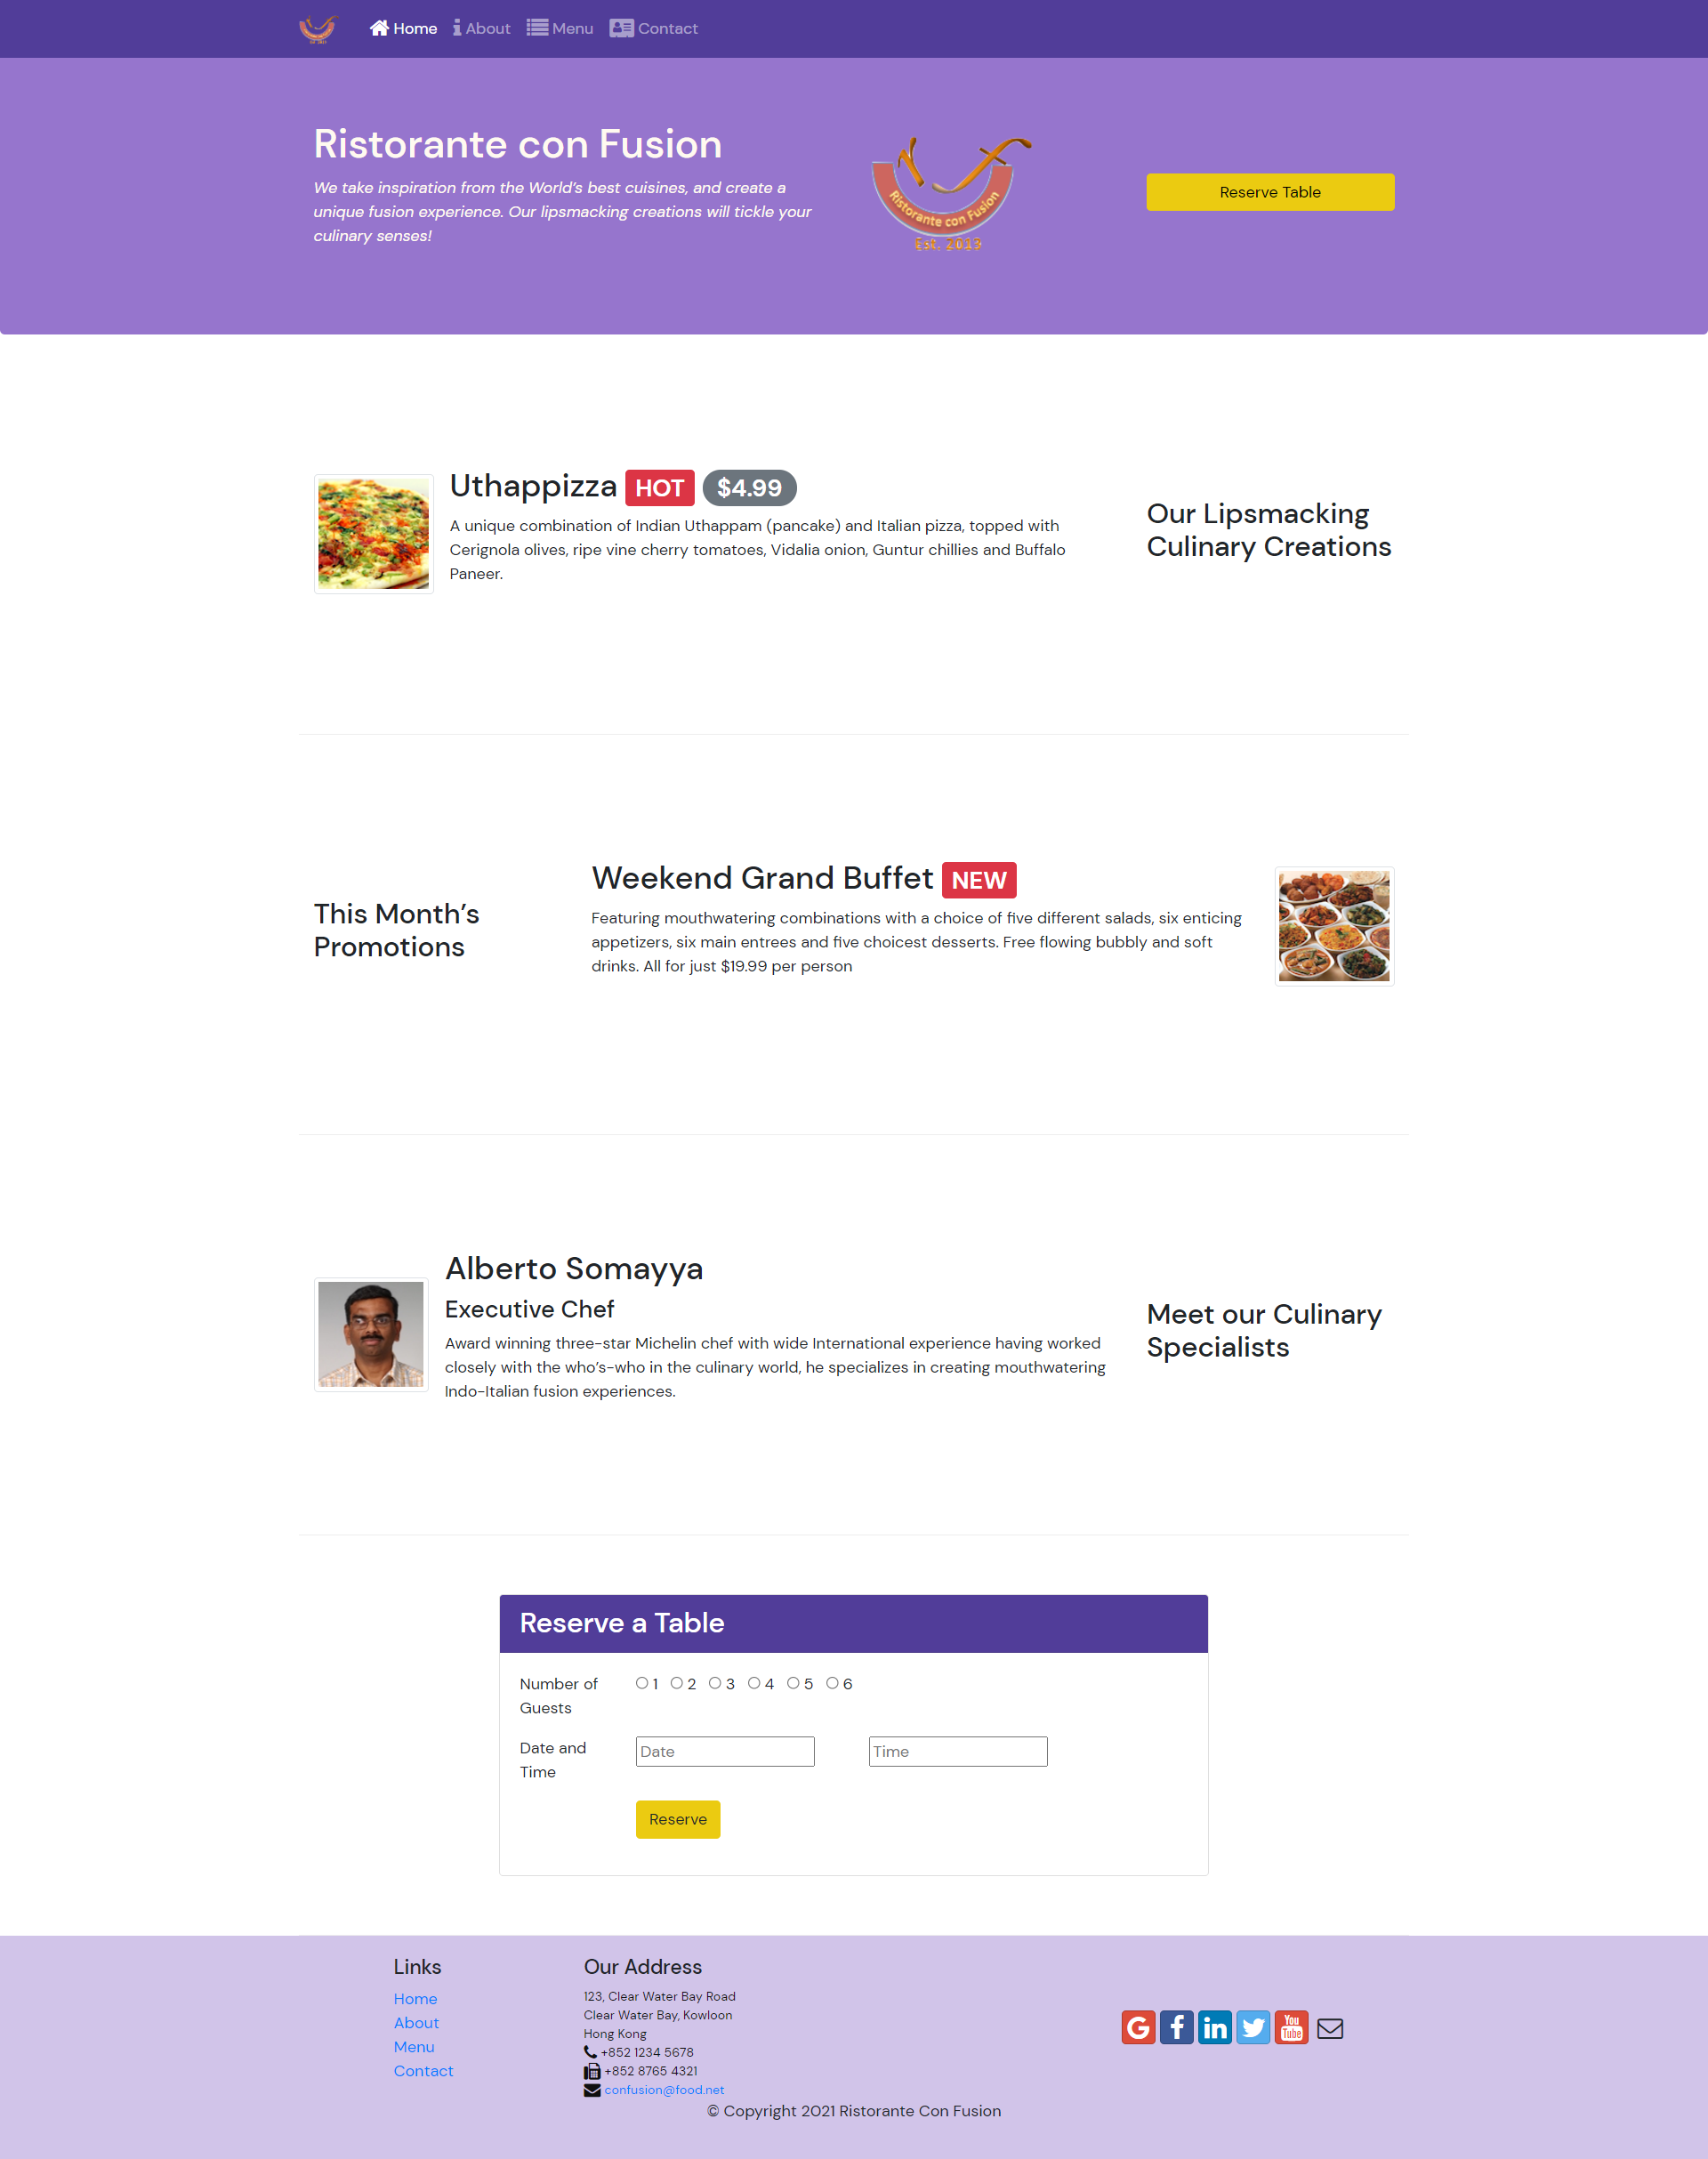 Home About Menu Contact
Ristorante con Fusion
We take inspiration from the World's best cuisines, and create a
unique fusion experience. Our lipsmacking creations will tickle your
culinary senses!
Ristorante con Fusion
Est. 2019
Reserve Table
Uthappizza HOT $4.99
A unique combination of Indian Uthappam (pancake) and Italian pizza, topped with
Cerignola olives, ripe vine cherry tomatoes, Vidalia onion, Guntur chillies and Buffalo
Paneer.
Our Lipsmacking
Culinary Creations
This Month's
Promotions
Weekend Grand Buffet NEW
Featuring mouthwatering combinations with a choice of five different salads, six enticing
appetizers, six main entrees and five choicest desserts. Free flowing bubbly and soft
drinks. All for just $19.99 per person
Alberto Somayya
Executive Chef
Award winning three-star Michelin chef with wide International experience having worked
closely with the who's-who in the culinary world, he specializes in creating mouthwatering
Indo-Italian fusion experiences.
Meet our Culinary
Specialists
Reserve a Table
Number of
Guests
1 2 3 4 5 6
Date and
Time
Date
Time
Reserve
Links
Home
About
Menu
Contact
Our Address
123, Clear Water Bay Road
Clear Water Bay, Kowloon
Hong Kong
+852 1234 5678
+852 8765 4321
confusion@food.net
G f in You
Tube
© Copyright 2021 Ristorante Con Fusion